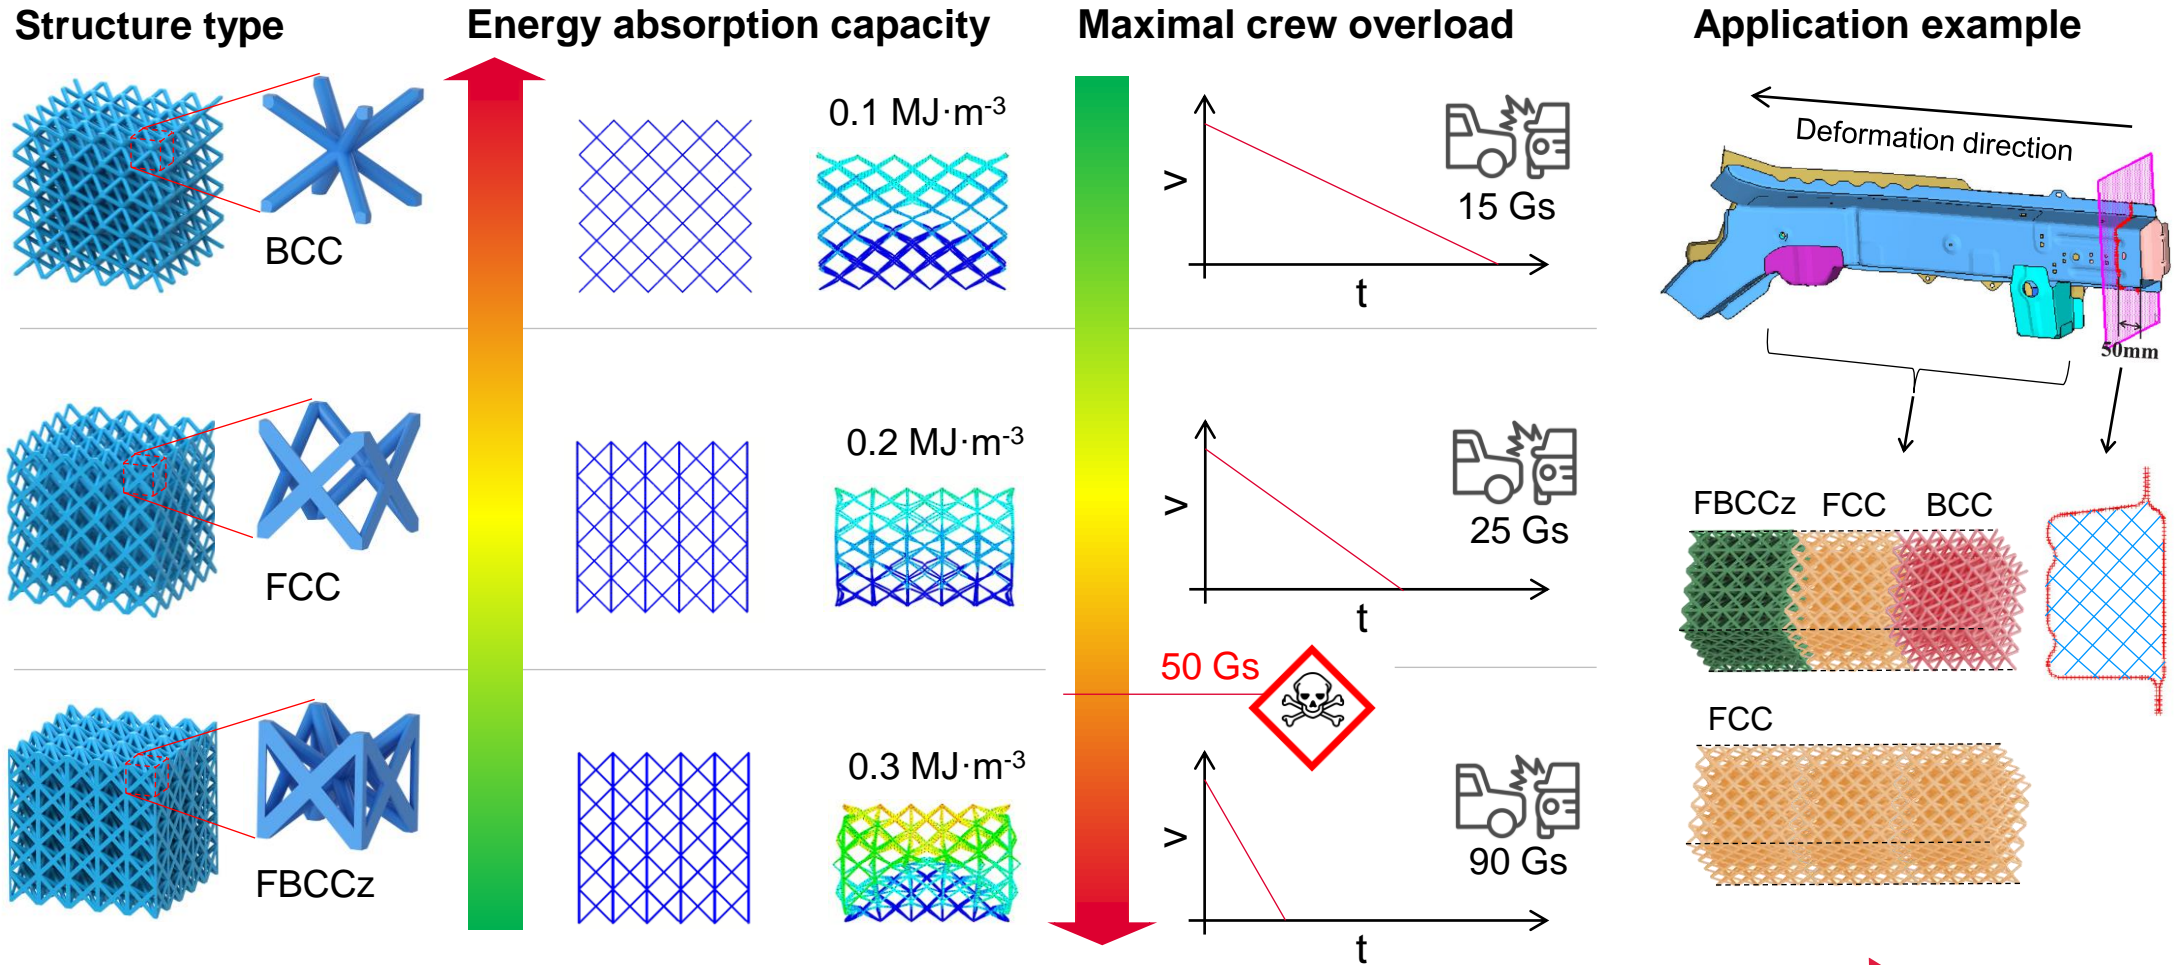 Structure type
Energy absorption capacity
Maximal crew overload
Application example
BCC
0.1 MJ·m-3
v
t
15 Gs
Deformation direction
50mm
FCC
0.2 MJ·m-3
v
t
25 Gs
50 Gs
FBCCz
0.3 MJ·m-3
v
t
90 Gs
FBCCz FCC BCC
FCC